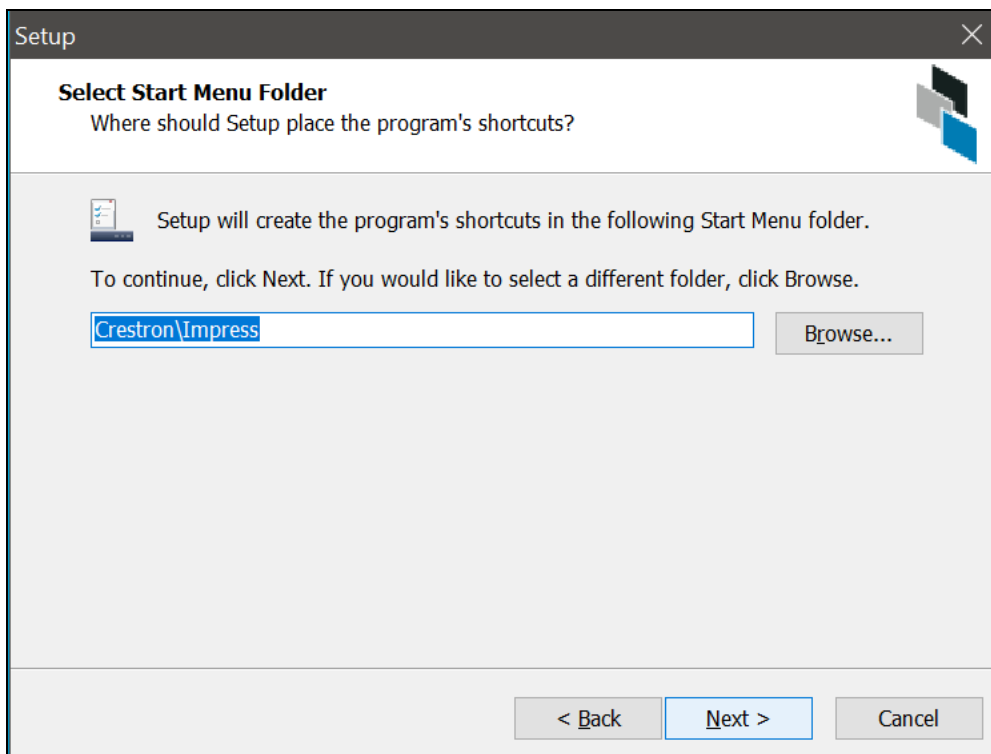 Setup
Select Start Menu Folder
Where should Setup place the program's shortcuts?
Setup will create the program's shortcuts in the following Start Menu folder.
To continue, click Next. If you would like to select a different folder, click Browse.
Crestron\Impress
Browse...
< Back
Next >
Cancel